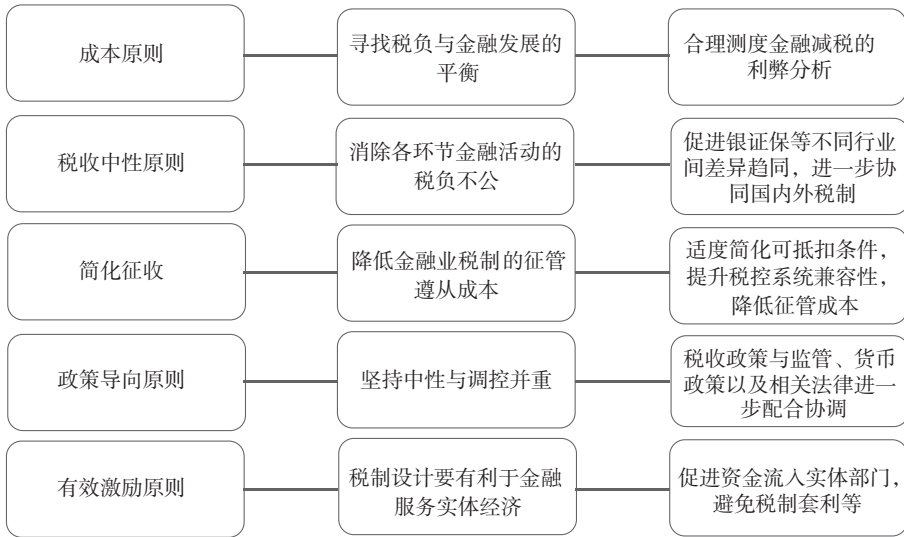 成本原则
寻找税负与金融发展的
平衡
合理测度金融减税的
利弊分析
税收中性原则
消除各环节金融活动的
税负不公
促进银证保等不同行业
间差异趋同，进一步协
同国内外税制
简化征收
降低金融业税制的征管
遵从成本
适度简化可抵扣条件，
提升税控系统兼容性，
降低征管成本
政策导向原则
坚持中性与调控并重
税收政策与监管、货币
政策以及相关法律进一
步配合协调
有效激励原则
税制设计要有利于金融
服务实体经济
促进资金流入实体部门，
避免税制套利等